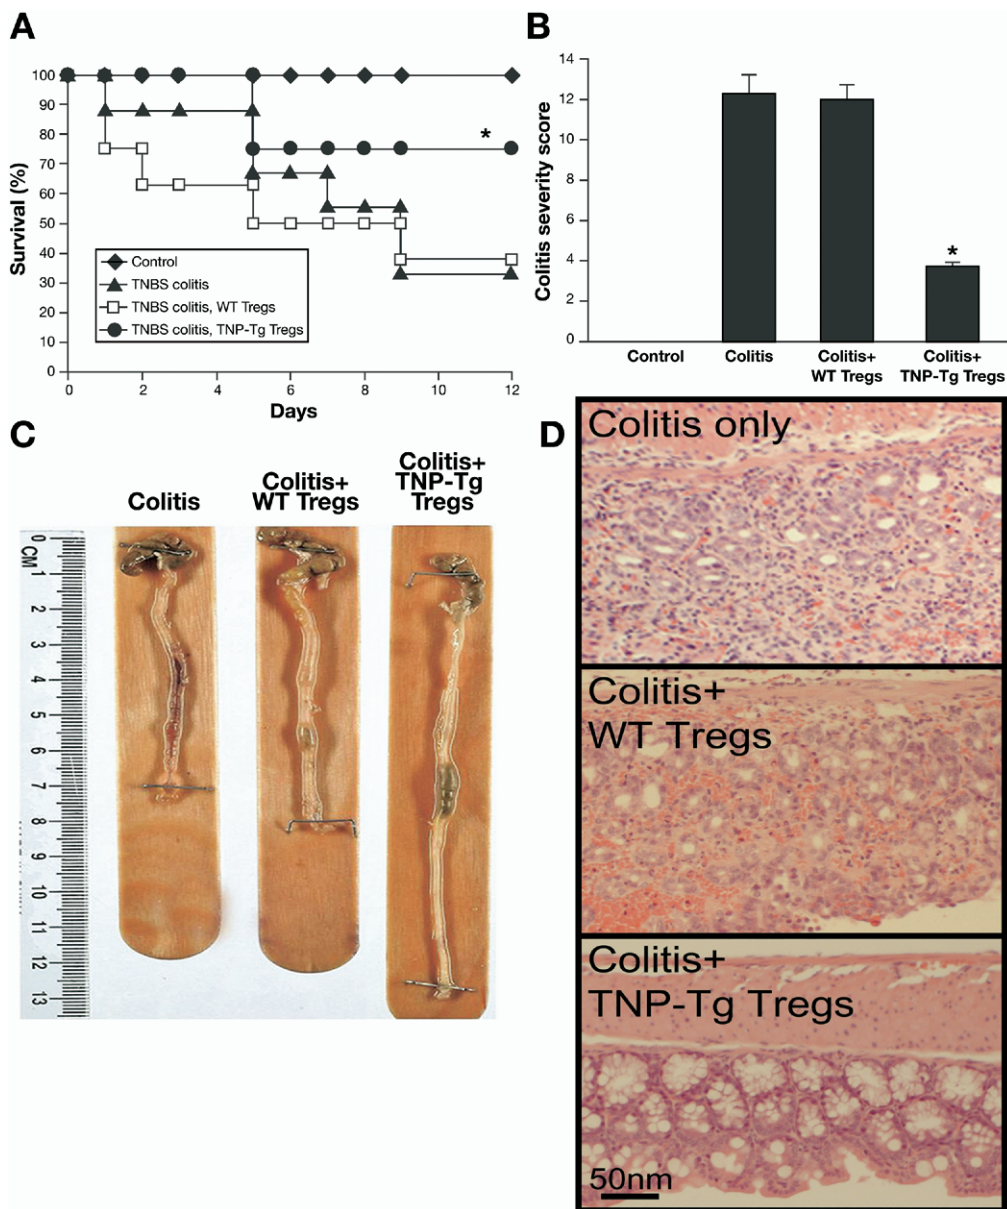 A
100
90
80
70
60
50
40
30
20
10
0
Survival (%)
*
Control
TNBS colitis
TNBS colitis, WT Tregs
TNBS colitis, TNP-Tg Tregs
0 2 4 6 8 10 12
Days
B
14
12
10
8
6
4
2
0
Colitis severity score
*
Control
Colitis
Colitis+
WT Tregs
Colitis+
TNP-Tg Tregs
C
Colitis
Colitis+
WT Tregs
Colitis+
TNP-Tg
Tregs
0
CM 1
2
3
4
5
6
7
8
9
10
11
12
13
D
Colitis only
Colitis+
WT Tregs
Colitis+
TNP-Tg Tregs
50nm